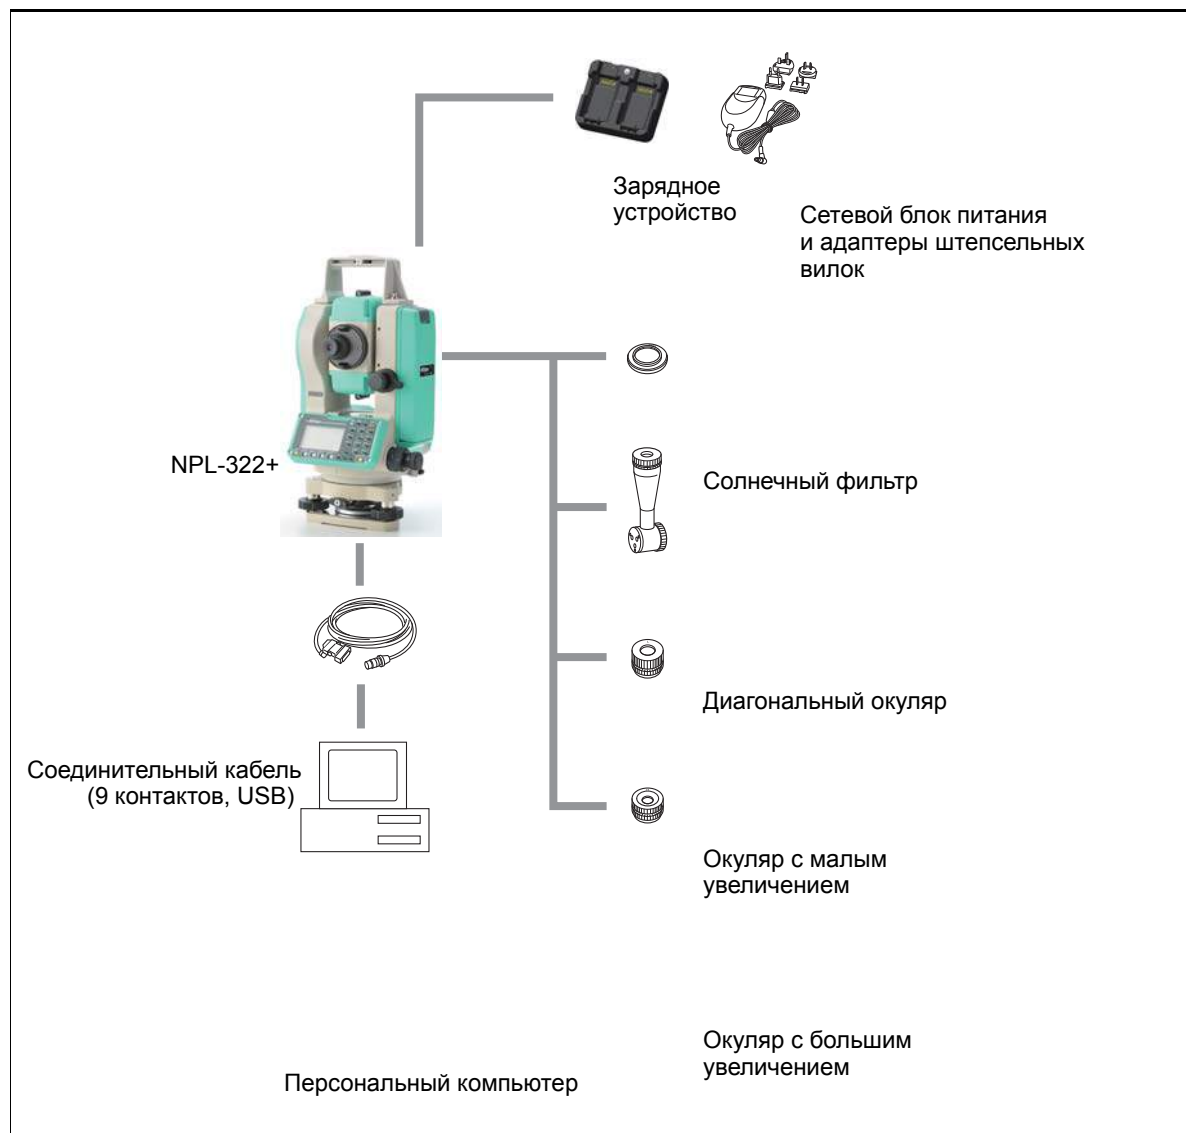 Зарядное
устройство
Сетевой блок питания
и адаптеры штепсельных
вилок
NPL-322+
Солнечный фильтр
Диагональный окуляр
Соединительный кабель
(9 контактов, USB)
Окуляр с малым
увеличением
Окуляр с большим
увеличением
Персональный компьютер